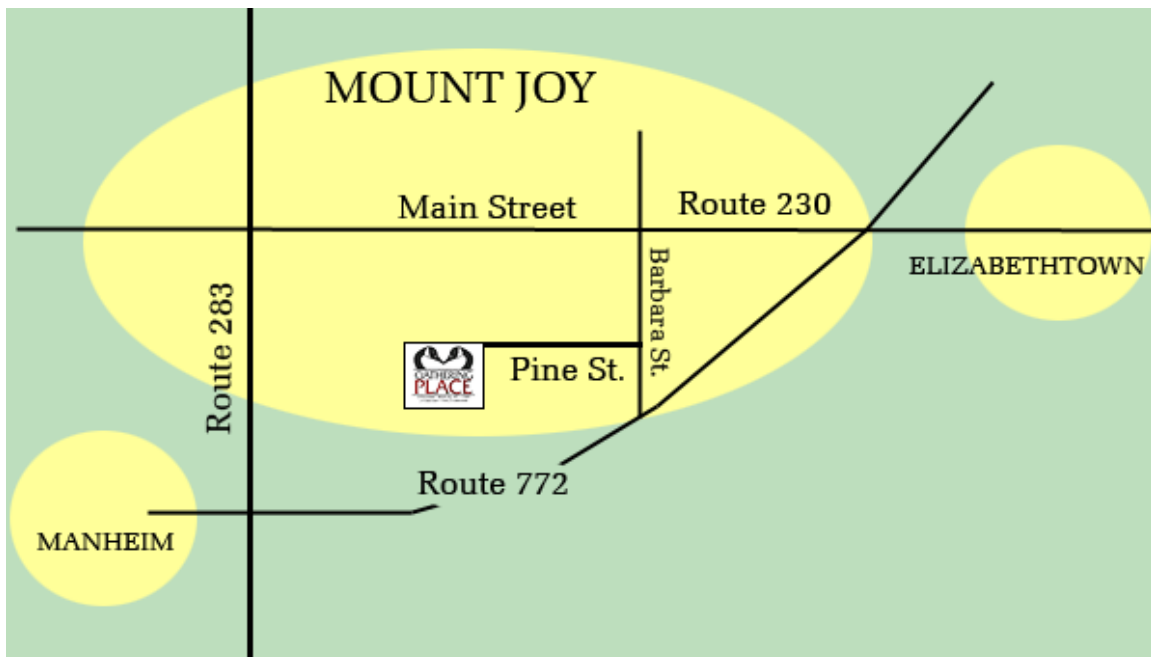 MOUNT JOY
Main Street
Route 230
Barbara St.
ELIZABETHTOWN
Route 283
GATHERING
PLACE
Pine St.
Route 772
MANHEIM